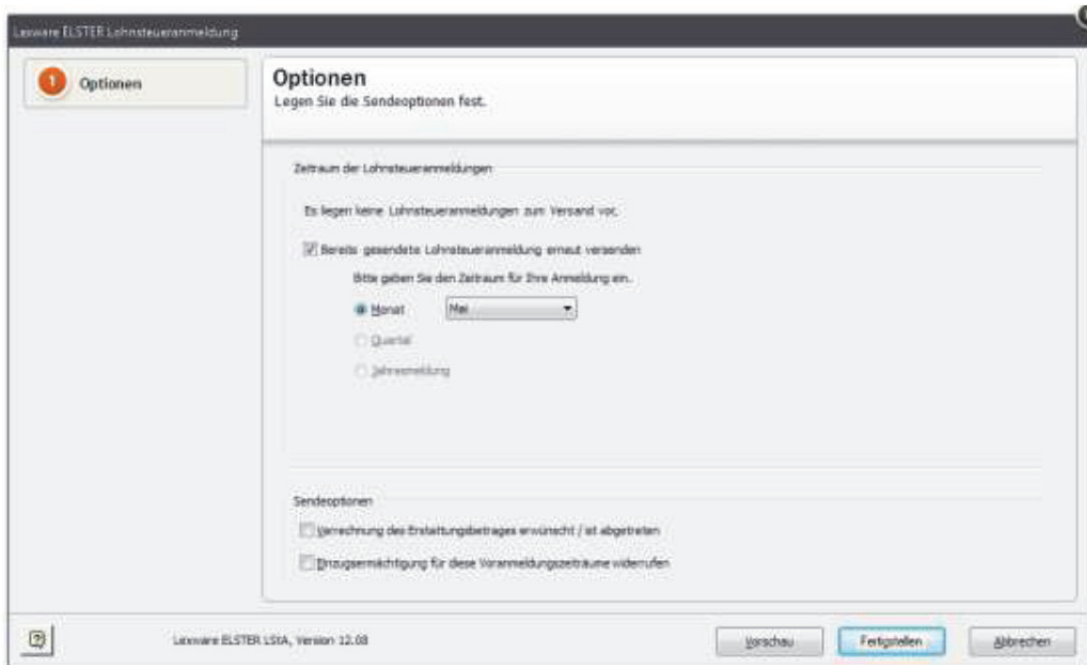 Lexware ELSTER Lohnsteueranmeldung
1 Optionen
Optionen
Legen Sie die Sendeoptionen fest.
Zeitraum der Lohnsteueranmeldungen
Es liegen keine Lohnsteueranmeldungen zum Versand vor.
Bereits gesendete Lohnsteueranmeldung erneut versenden
Bitte geben Sie den Zeitraum für Ihre Anmeldung ein.
Monat Mai
Quartal
Jahresmeldung
Sendeoptionen
Verrechnung des Erstattungsbetrages erwünscht / ist abgetreten
Einzugsermächtigung für diese Voranmeldungszeiträume widerrufen
? Lexware ELSTER LStA, Version 12.08
Vorschau Fertigstellen Abbrechen